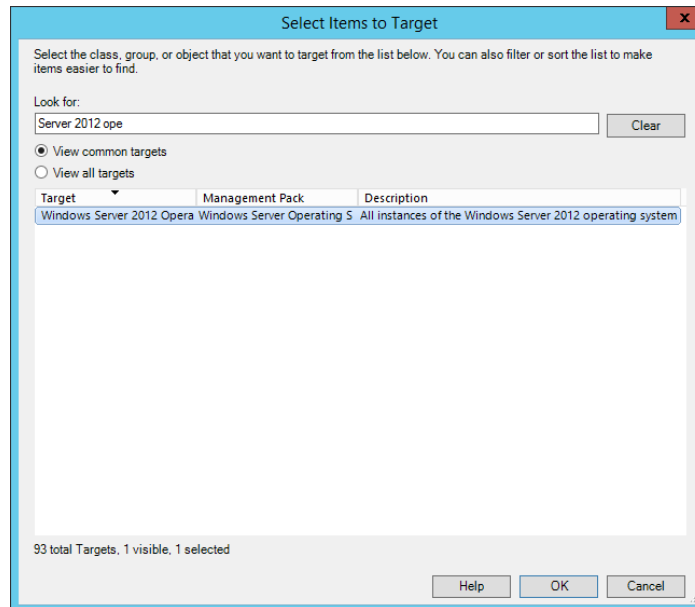 Select Items to Target
x
Select the class, group, or object that you want to target from the list below. You can also filter or sort the list to make
items easier to find.
Look for:
Server 2012 ope
Clear
View common targets
View all targets
Target Management Pack Description
Windows Server 2012 Opera Windows Server Operating S All instances of the Windows Server 2012 operating system
93 total Targets, 1 visible, 1 selected
Help OK Cancel